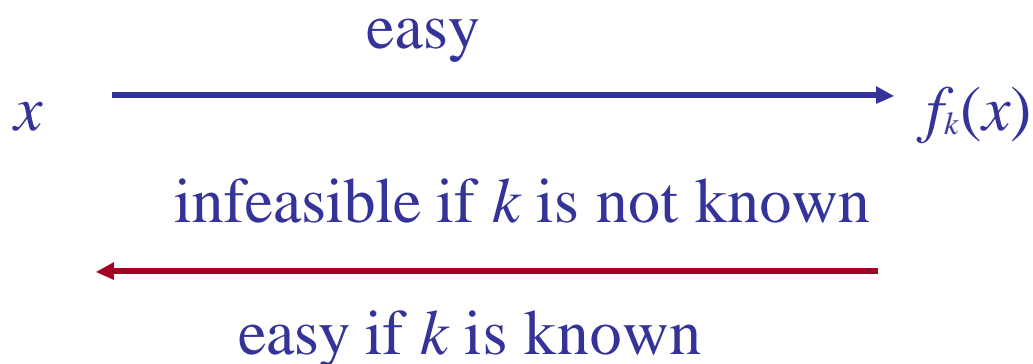 easy
x fₖ(x)
infeasible if k is not known
easy if k is known